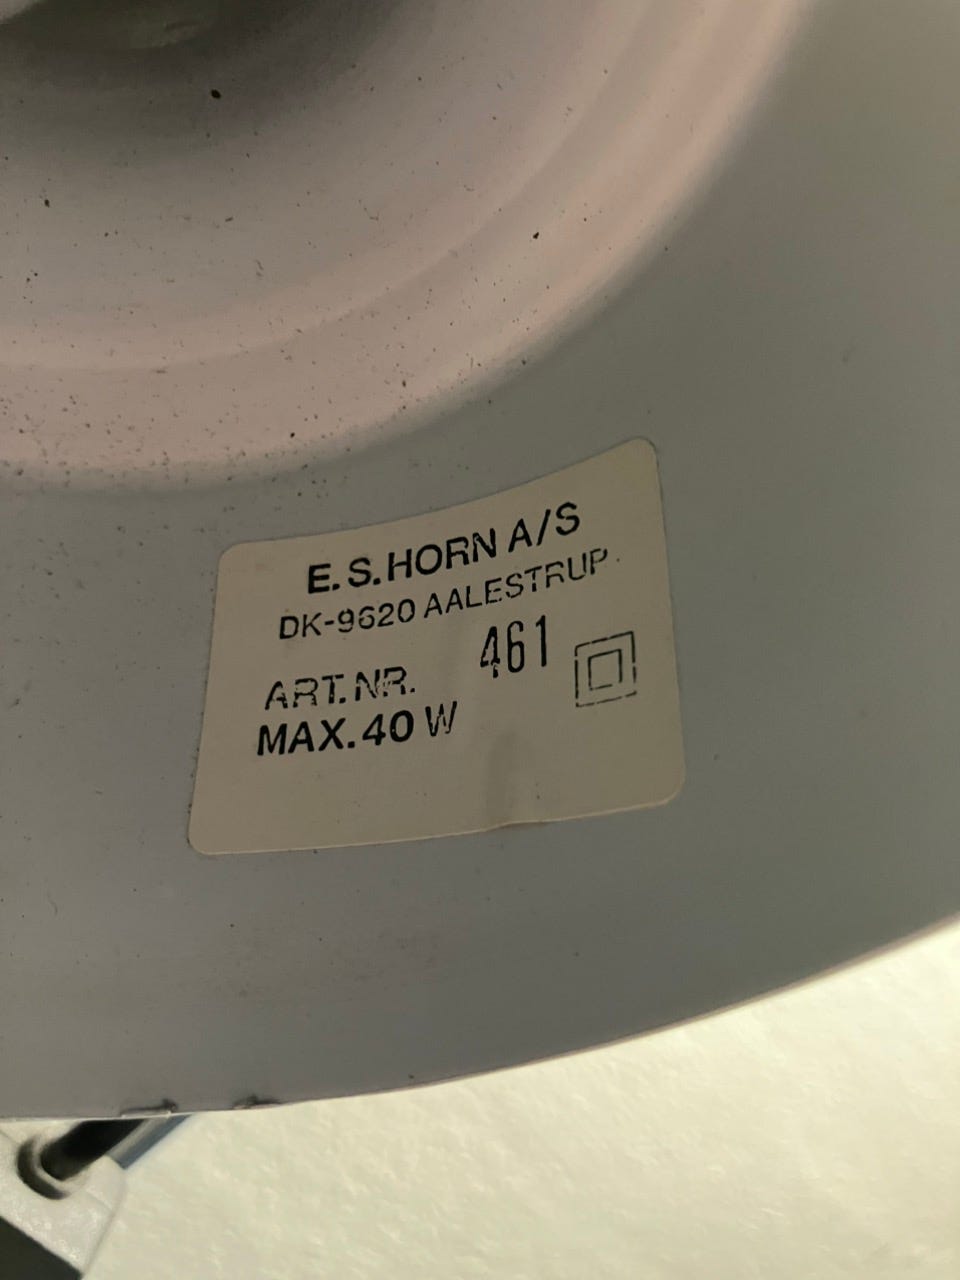 E. S. HORN A/S
DK-9620 AALESTRUP.
ART. NR. 461
MAX. 40 W